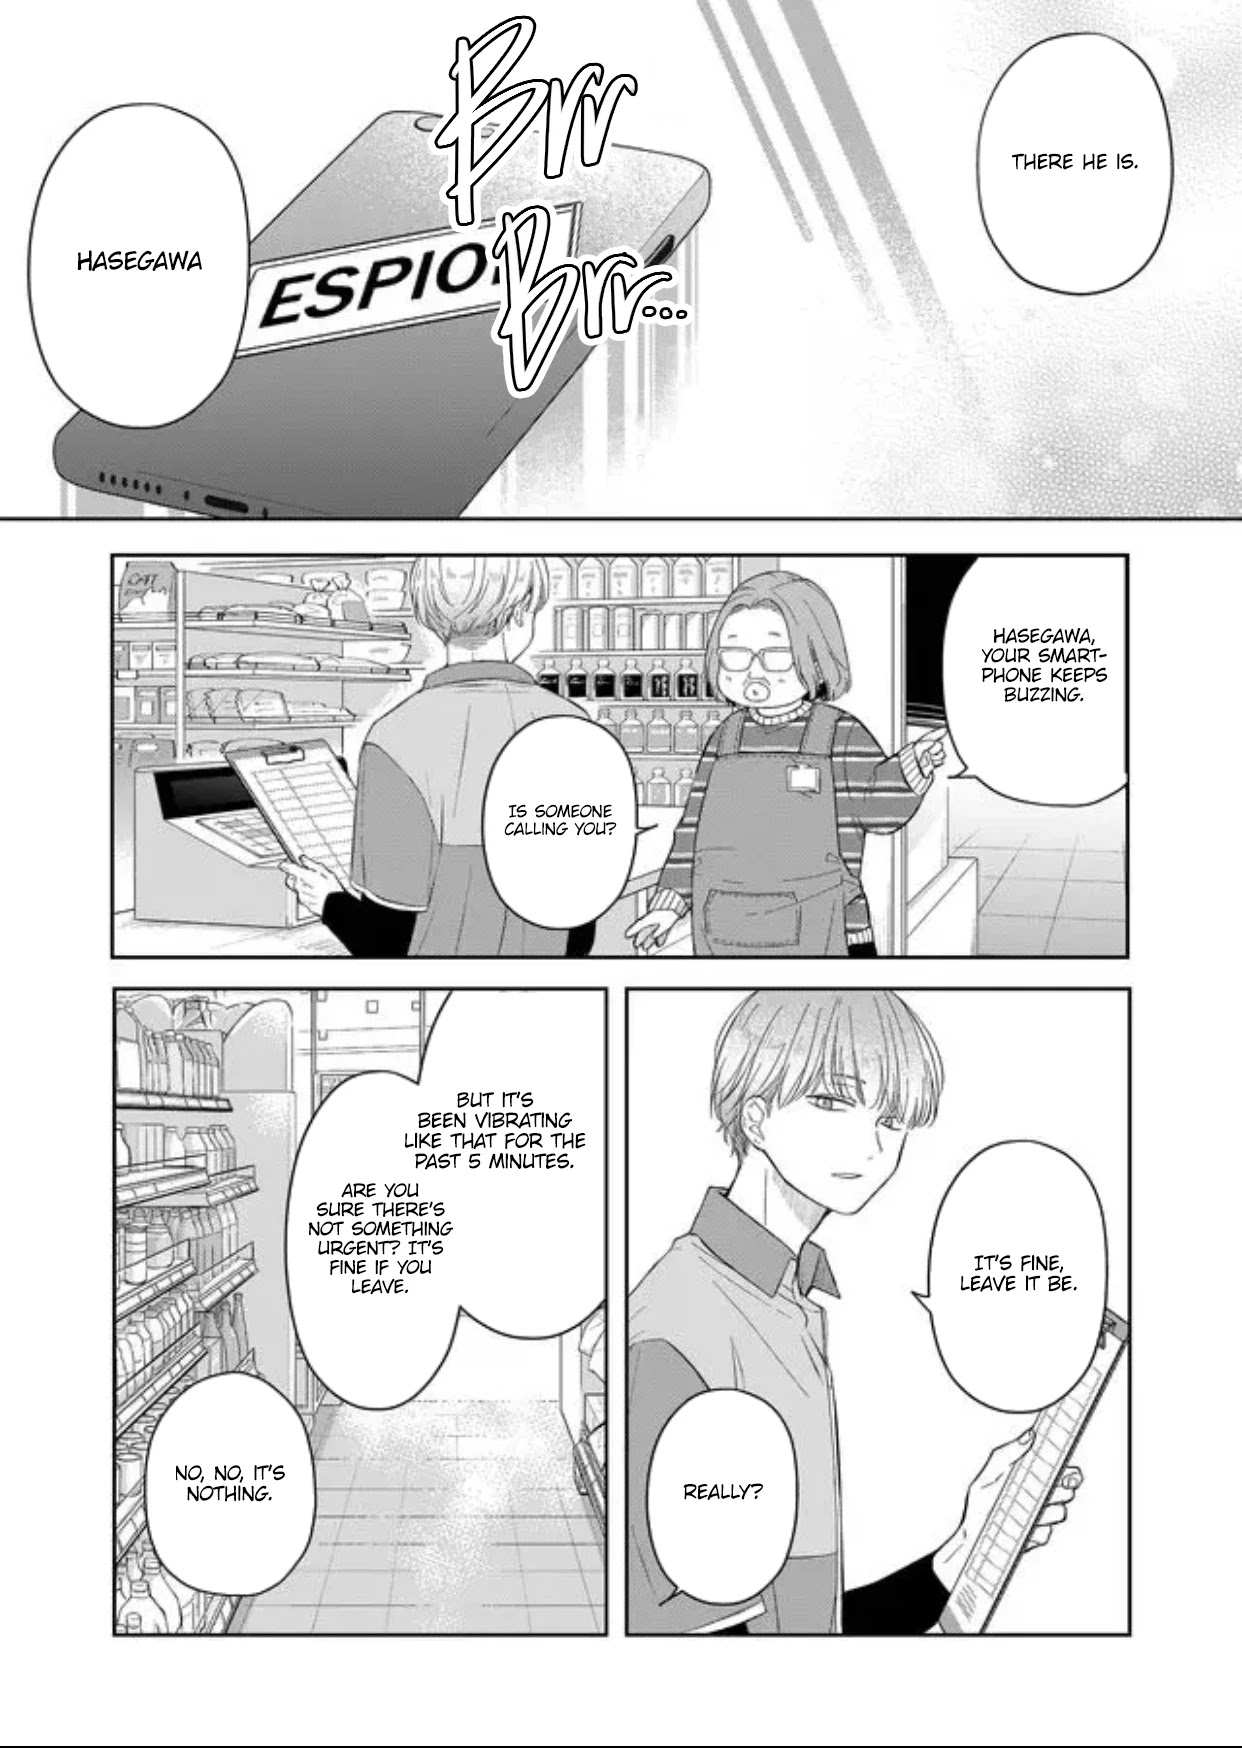 THERE HE IS.
Brr
Brr...
ESPIO
HASEGAWA
HASEGAWA,
YOUR SMART-
PHONE KEEPS
BUZZING.
IS SOMEONE
CALLING YOU?
CAT
IT'S FINE,
LEAVE IT BE.
REALLY?
BUT IT'S
BEEN VIBRATING
LIKE THAT FOR THE
PAST 5 MINUTES.
ARE YOU
SURE THERE'S
NOT SOMETHING
URGENT? IT'S
FINE IF YOU
LEAVE.
NO, NO, IT'S
NOTHING.